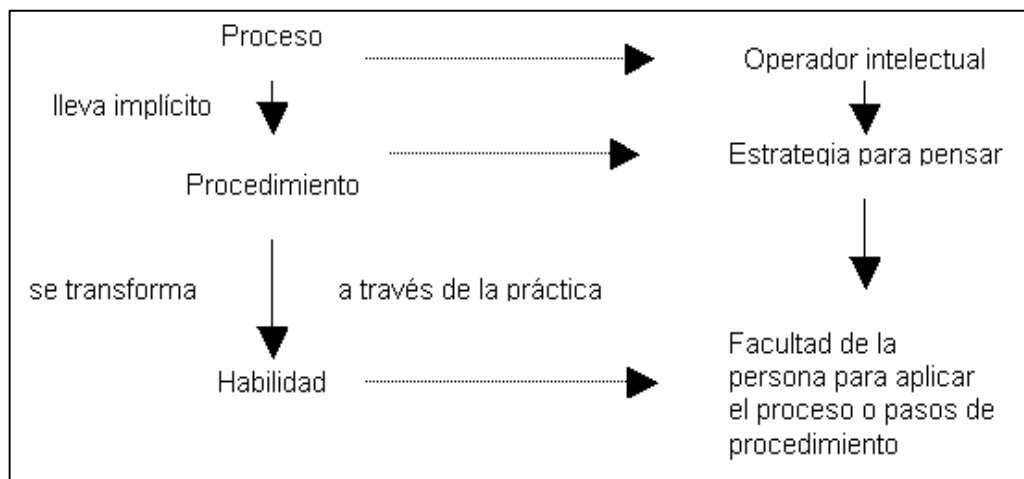 Proceso
Operador intelectual
lleva implícito
Estrategia para pensar
Procedimiento
se transforma
a través de la práctica
Habilidad
Facultad de la
persona para aplicar
el proceso o pasos de
procedimiento